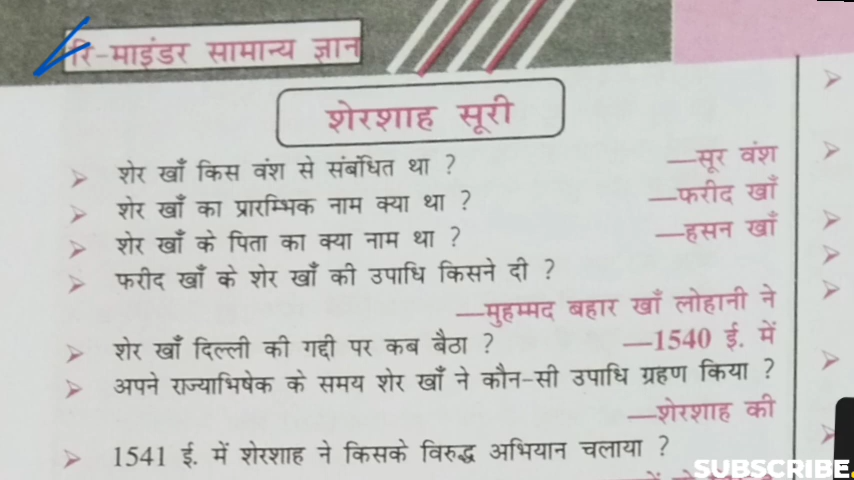 रि-माइंडर सामान्य ज्ञान
शेरशाह सूरी
➢ शेर खाँ किस वंश से संबंधित था ? —सूर वंश
➢ शेर खाँ का प्रारम्भिक नाम क्या था ? —फरीद खाँ
➢ शेर खाँ के पिता का क्या नाम था ? —हसन खाँ
➢ फरीद खाँ के शेर खाँ की उपाधि किसने दी ?
—मुहम्मद बहार खाँ लोहानी ने
➢ शेर खाँ दिल्ली की गद्दी पर कब बैठा ? —1540 ई. में
➢ अपने राज्याभिषेक के समय शेर खाँ ने कौन-सी उपाधि ग्रहण किया ?
—शेरशाह की
➢ 1541 ई. में शेरशाह ने किसके विरुद्ध अभियान चलाया ?
SUBSCRIBE